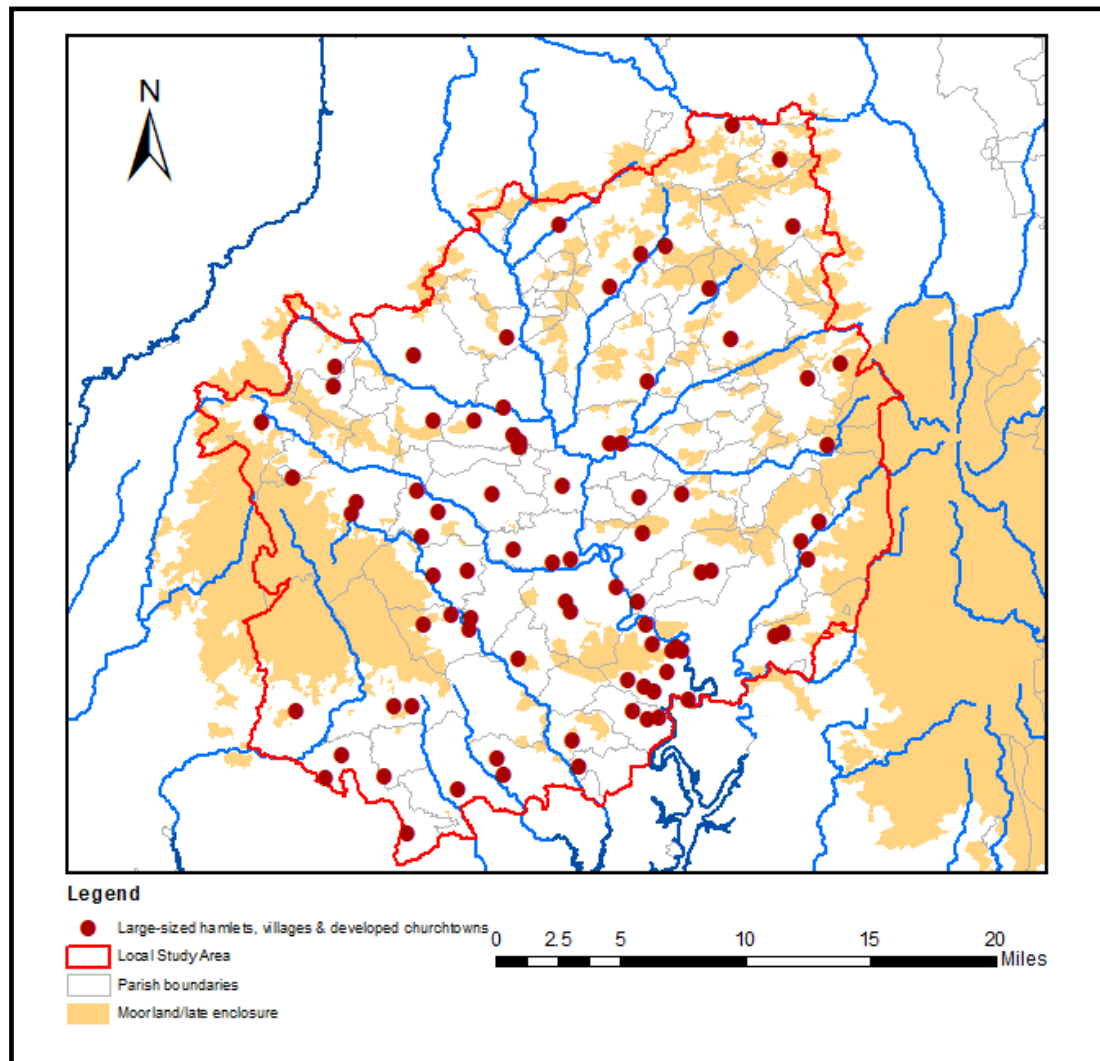 N
Legend
Large-sized hamlets, villages & developed churchtowns
Local Study Area
Parish boundaries
Moorland/late enclosure
0 2.5 5 10 15 20
Miles